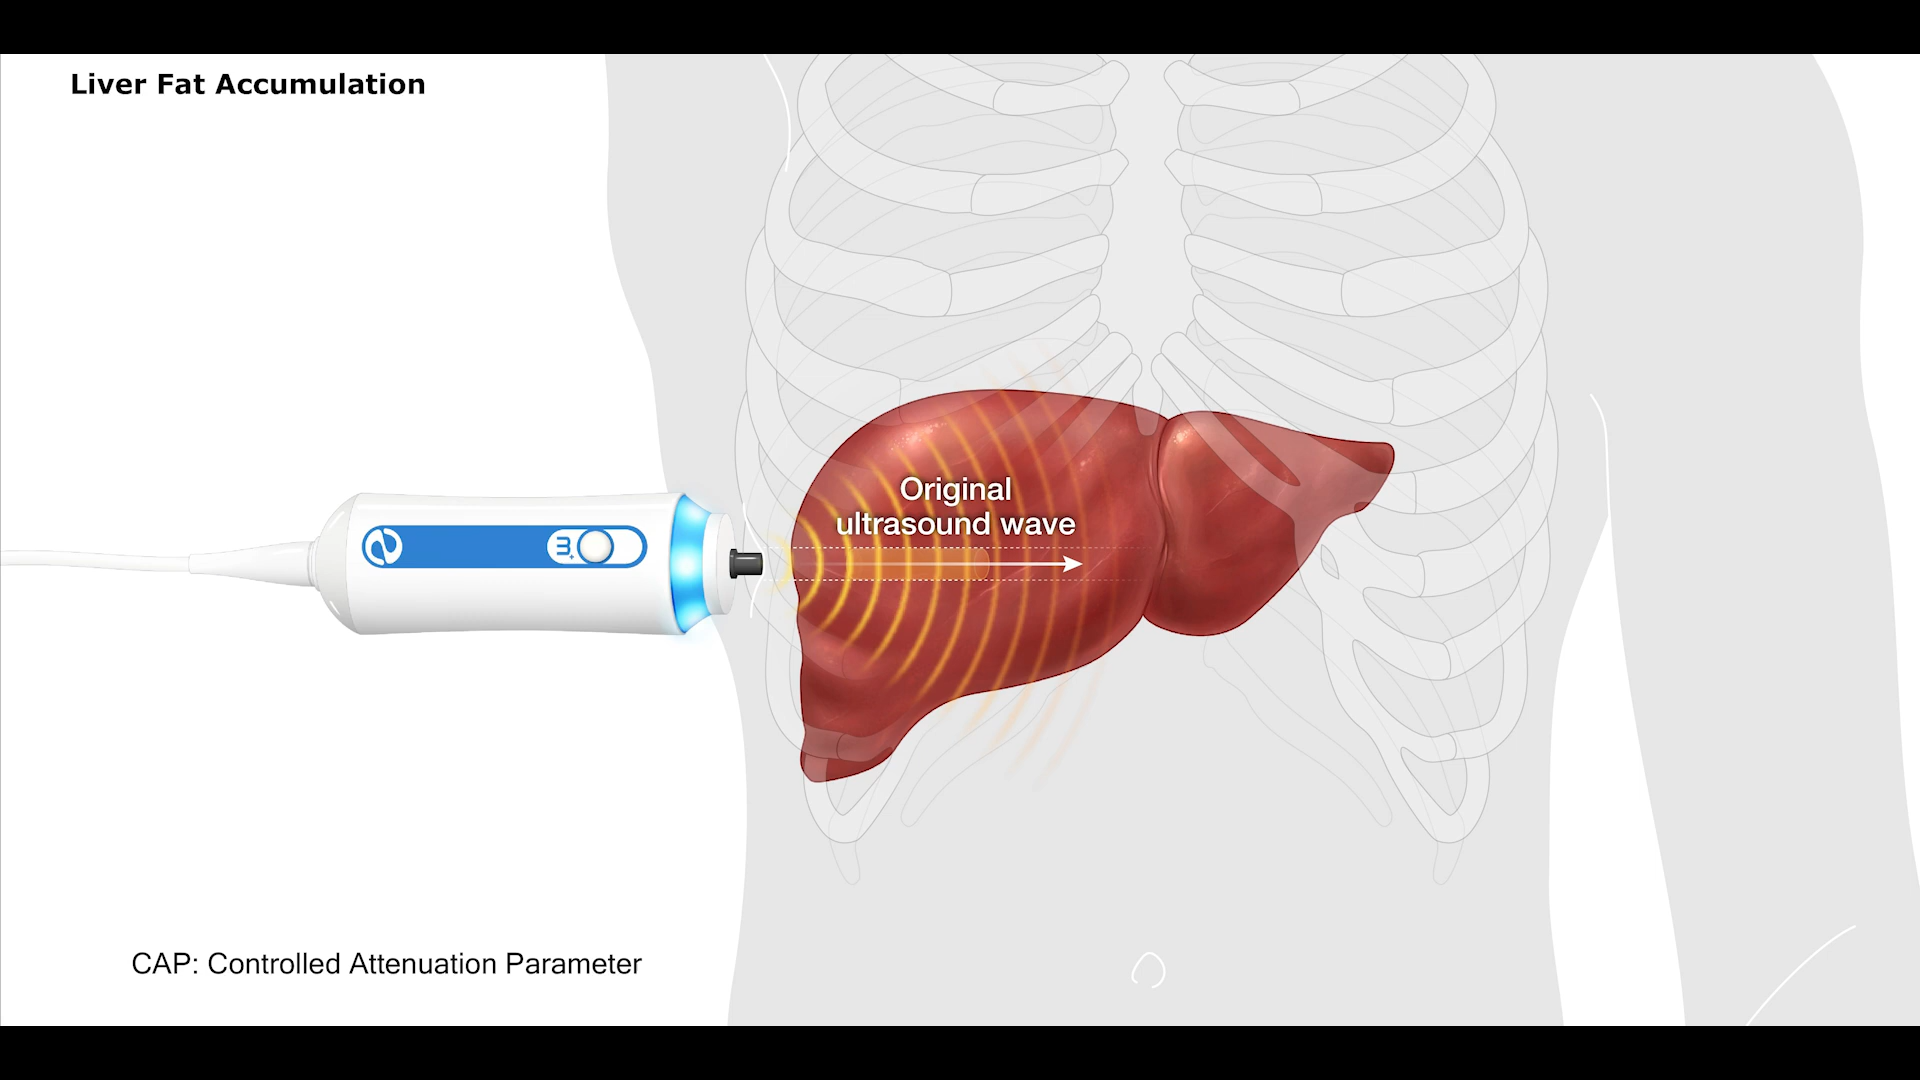 Liver Fat Accumulation
Original
ultrasound wave
m+
CAP: Controlled Attenuation Parameter